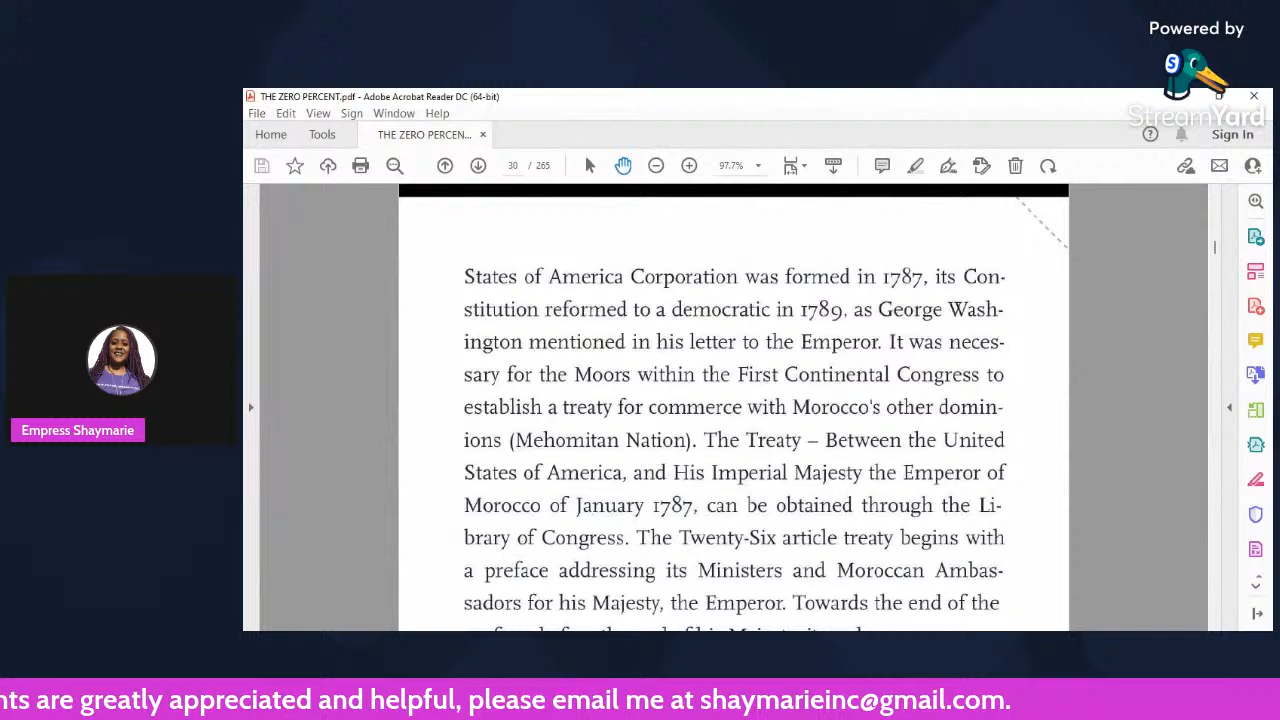 Powered by
StreamYard
THE ZERO PERCENT.pdf - Adobe Acrobat Reader DC (64-bit)
File Edit View Sign Window Help
Home Tools THE ZERO PERCEN... × Sign In
30 / 265 97.7%
States of America Corporation was formed in 1787, its Con-
stitution reformed to a democratic in 1789, as George Wash-
ington mentioned in his letter to the Emperor. It was neces-
sary for the Moors within the First Continental Congress to
establish a treaty for commerce with Morocco's other domin-
ions (Mehomitan Nation). The Treaty – Between the United
States of America, and His Imperial Majesty the Emperor of
Morocco of January 1787, can be obtained through the Li-
brary of Congress. The Twenty-Six article treaty begins with
a preface addressing its Ministers and Moroccan Ambas-
sadors for his Majesty, the Emperor. Towards the end of the
Empress Shaymarie
nts are greatly appreciated and helpful, please email me at shaymarieinc@gmail.com.